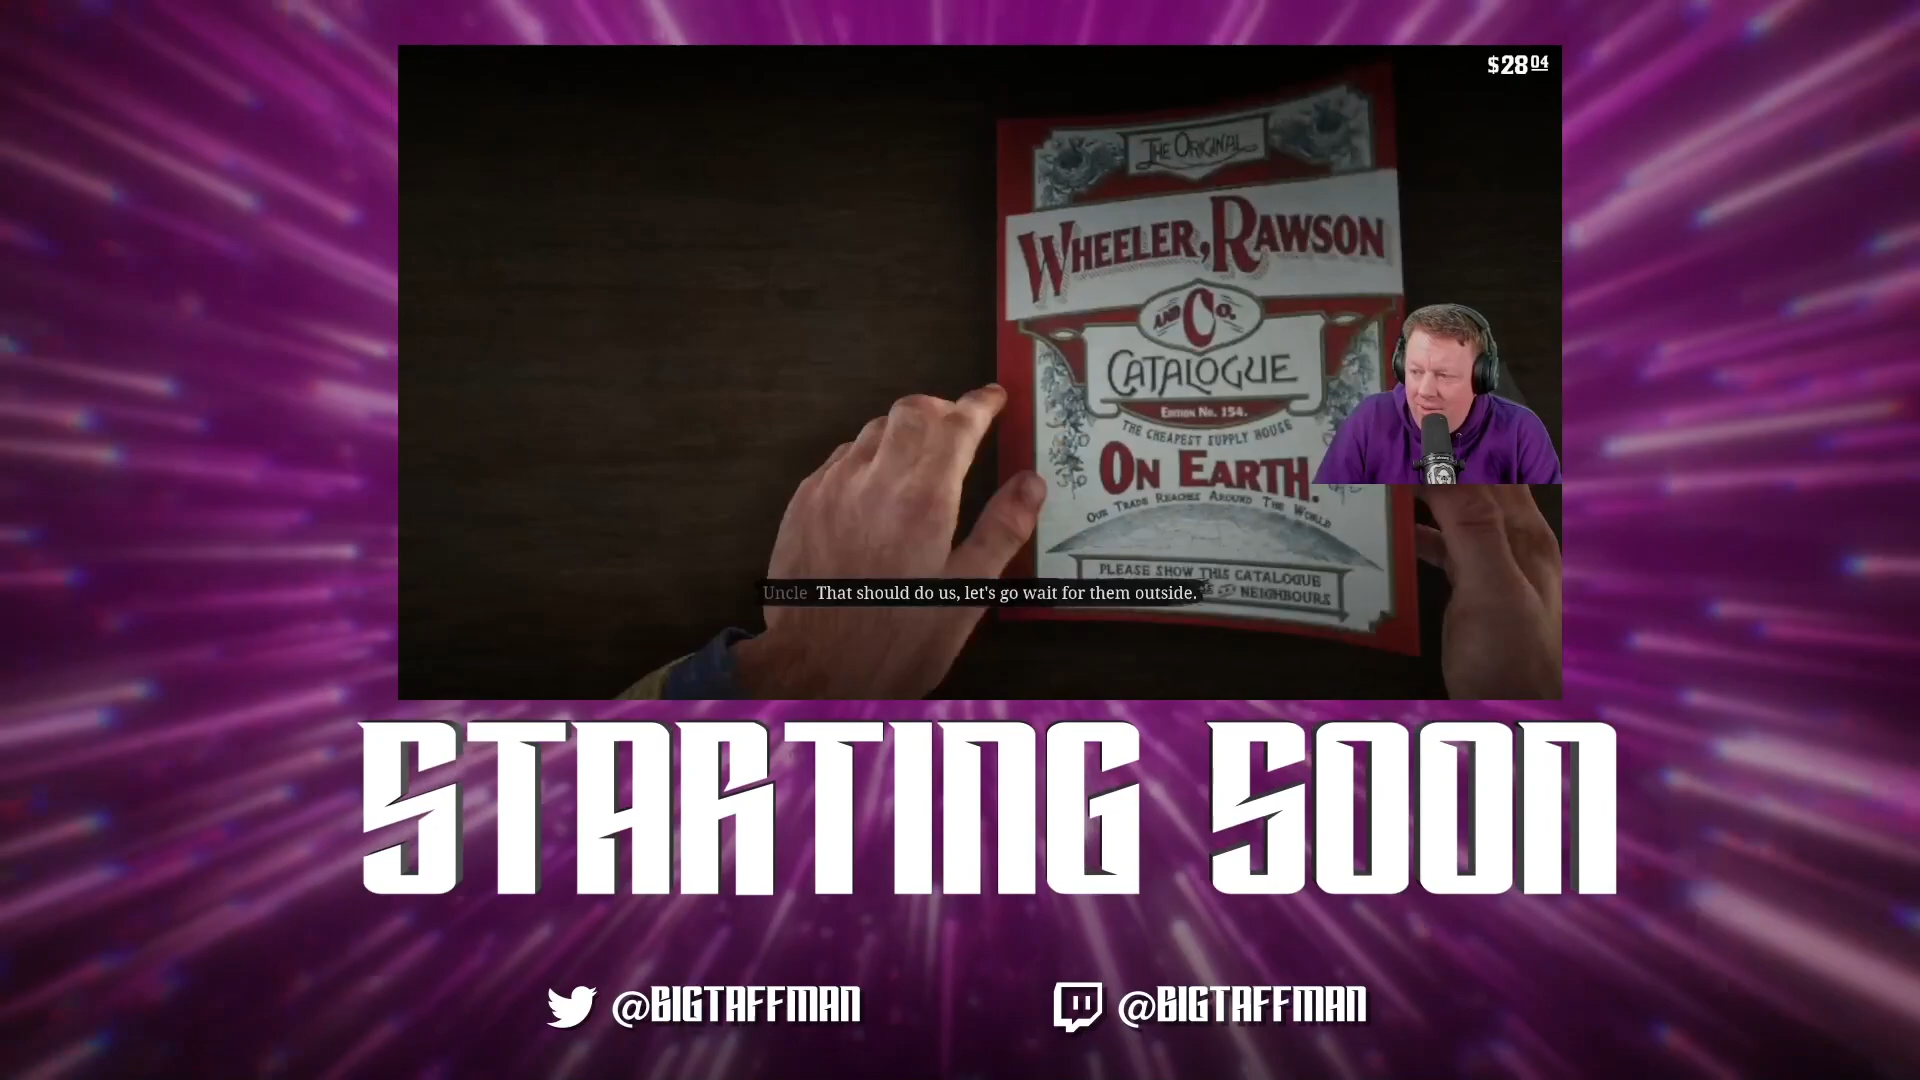 $28 04
THE ORIGINAL
WHEELER, RAWSON
AND CO.
CATALOGUE
EDITION No. 154.
THE CHEAPEST SUPPLY HOUSE
ON EARTH.
OUR TRADE REACHES AROUND THE WORLD
PLEASE SHOW THIS CATALOGUE
NEIGHBOURS
Uncle That should do us, let's go wait for them outside.
STARTING SOON
@BIGTAFFMAN
@BIGTAFFMAN